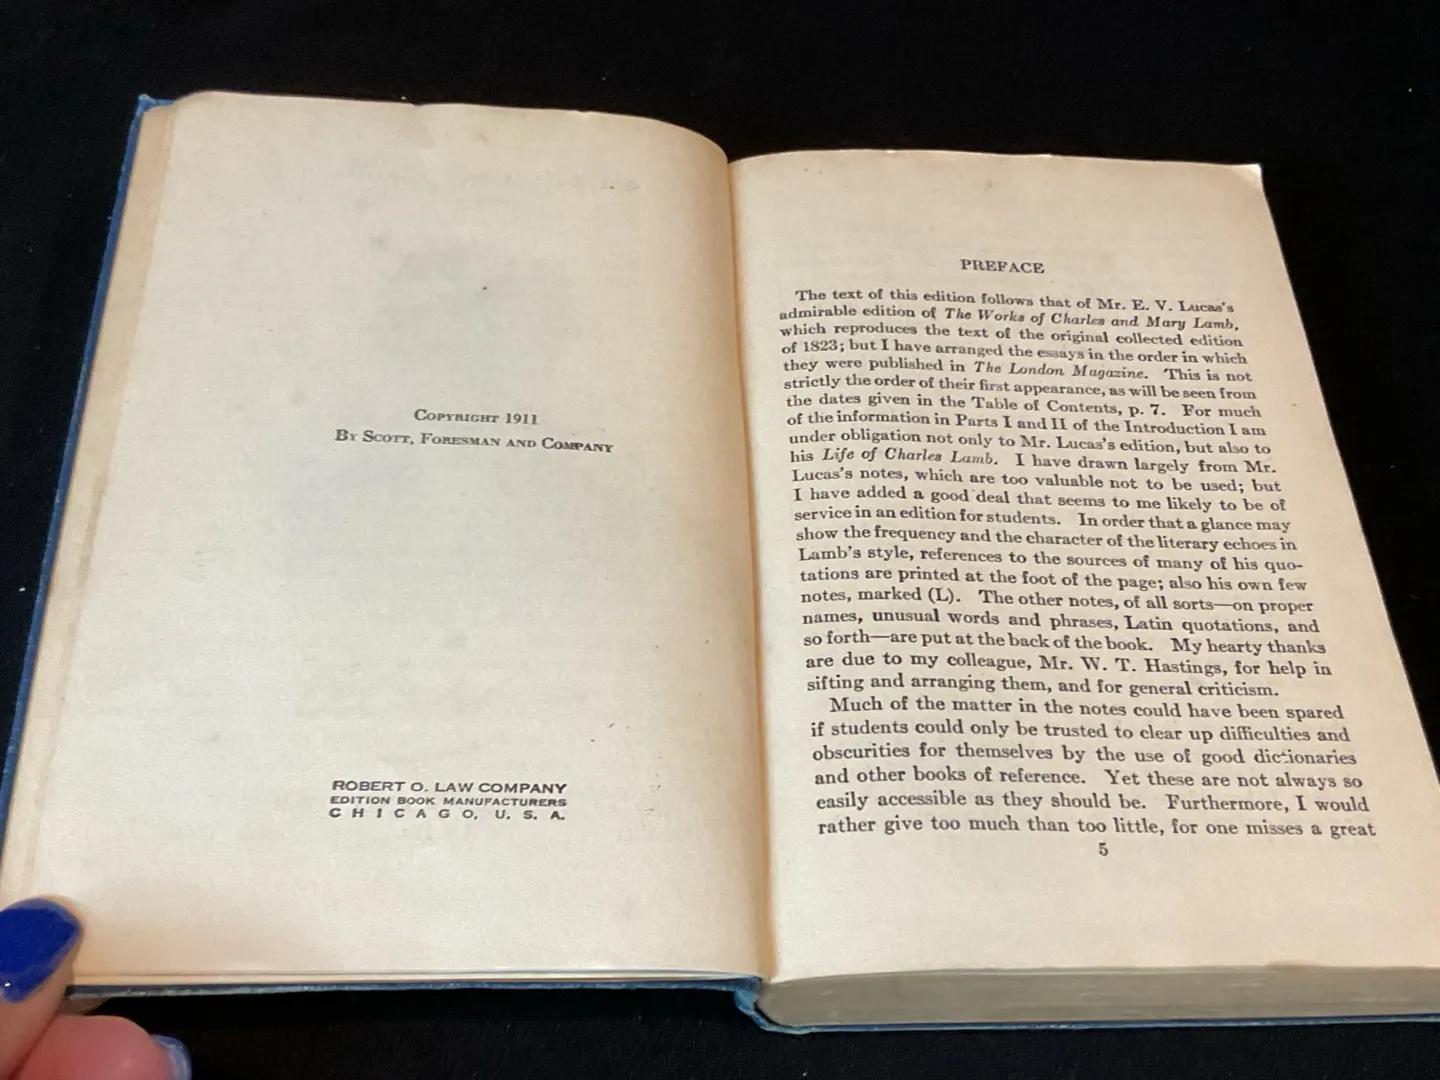 COPYRIGHT 1911
BY SCOTT, FORESMAN AND COMPANY
ROBERT O. LAW COMPANY
EDITION BOOK MANUFACTURERS
CHICAGO, U. S. A.
PREFACE
The text of this edition follows that of Mr. E. V. Lucas's
admirable edition of The Works of Charles and Mary Lamb,
which reproduces the text of the original collected edition
of 1823; but I have arranged the essays in the order in which
they were published in The London Magazine. This is not
strictly the order of their first appearance, as will be seen from
the dates given in the Table of Contents, p. 7. For much
of the information in Parts I and II of the Introduction I am
under obligation not only to Mr. Lucas's edition, but also to
his Life of Charles Lamb. I have drawn largely from Mr.
Lucas's notes, which are too valuable not to be used; but
I have added a good deal that seems to me likely to be of
service in an edition for students. In order that a glance may
show the frequency and the character of the literary echoes in
Lamb's style, references to the sources of many of his quo-
tations are printed at the foot of the page; also his own few
notes, marked (L). The other notes, of all sorts—on proper
names, unusual words and phrases, Latin quotations, and
so forth—are put at the back of the book. My hearty thanks
are due to my colleague, Mr. W. T. Hastings, for help in
sifting and arranging them, and for general criticism.
Much of the matter in the notes could have been spared
if students could only be trusted to clear up difficulties and
obscurities for themselves by the use of good dictionaries
and other books of reference. Yet these are not always so
easily accessible as they should be. Furthermore, I would
rather give too much than too little, for one misses a great
5